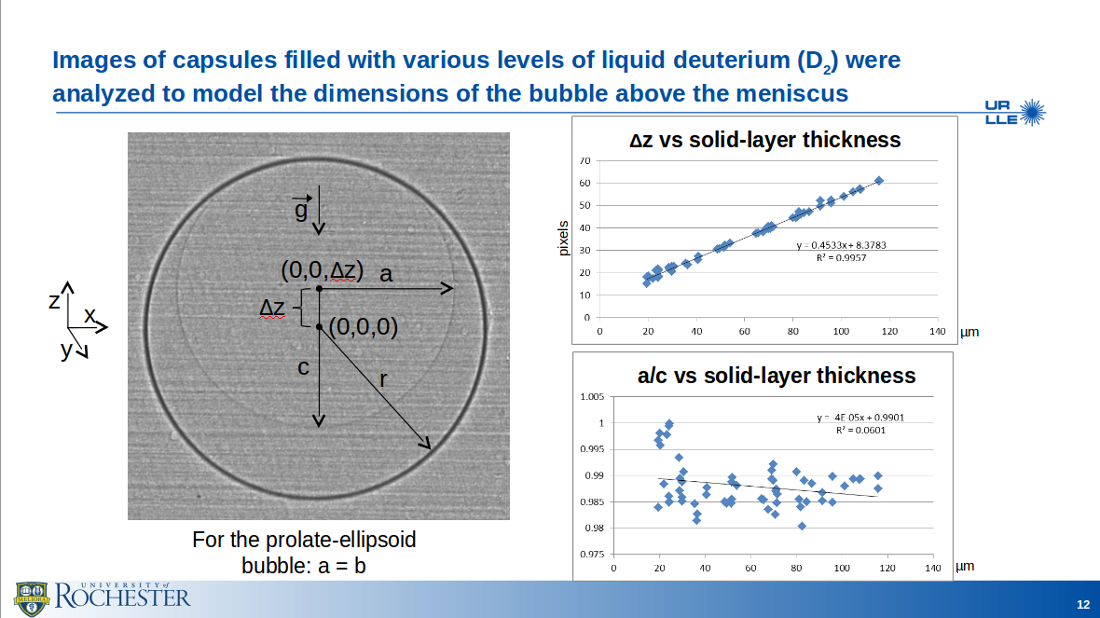 Images of capsules filled with various levels of liquid deuterium (D2) were
analyzed to model the dimensions of the bubble above the meniscus
UR
LLE
g
(0,0,Δz) a
Δz
(0,0,0)
c
r
z
x
y
For the prolate-ellipsoid
bubble: a = b
Δz vs solid-layer thickness
pixels
70
60
50
40
30
20
10
0
y = 0.4533x + 8.3783
R² = 0.9957
0 20 40 60 80 100 120 140 µm
a/c vs solid-layer thickness
1.005
1
0.995
0.99
0.985
0.98
0.975
y = 4E 05x + 0.9901
R² = 0.0601
0 20 40 60 80 100 120 140 µm
MELIORA
UNIVERSITY of
ROCHESTER
12